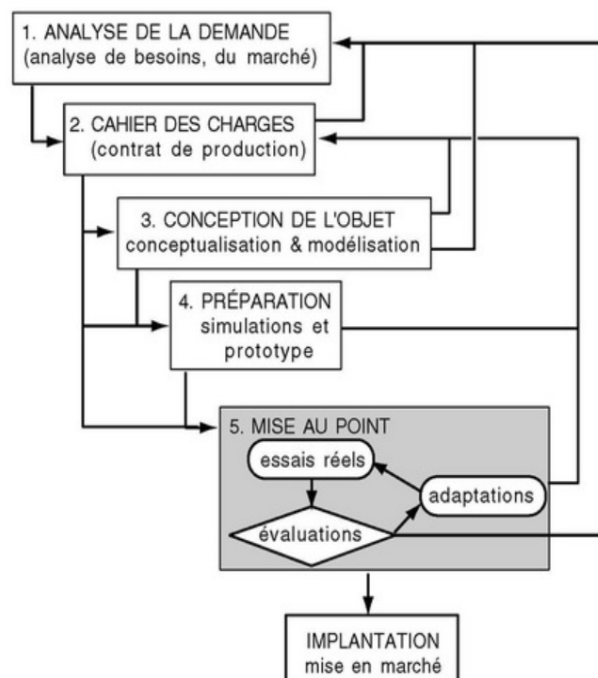 1. ANALYSE DE LA DEMANDE
(analyse de besoins, du marché)
2. CAHIER DES CHARGES
(contrat de production)
3. CONCEPTION DE L'OBJET
conceptualisation & modélisation
4. PRÉPARATION
simulations et
prototype
5. MISE AU POINT
essais réels
adaptations
évaluations
IMPLANTATION
mise en marché